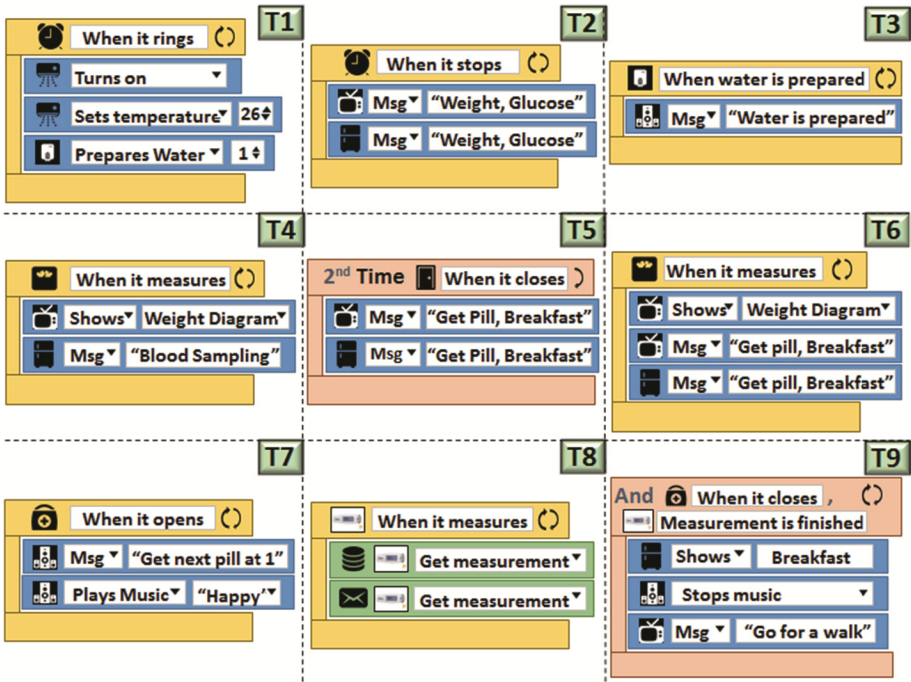 T1
When it rings
Turns on
Sets temperature 26
Prepares Water 1
T2
When it stops
Msg "Weight, Glucose"
Msg "Weight, Glucose"
T3
When water is prepared
Msg "Water is prepared"
T4
When it measures
Shows Weight Diagram
Msg "Blood Sampling"
T5
2nd Time When it closes
Msg "Get Pill, Breakfast"
Msg "Get Pill, Breakfast"
T6
When it measures
Shows Weight Diagram
Msg "Get pill, Breakfast"
Msg "Get pill, Breakfast"
T7
When it opens
Msg "Get next pill at 1"
Plays Music "Happy'
T8
When it measures
Get measurement
Get measurement
T9
And When it closes ,
Measurement is finished
Shows Breakfast
Stops music
Msg "Go for a walk"